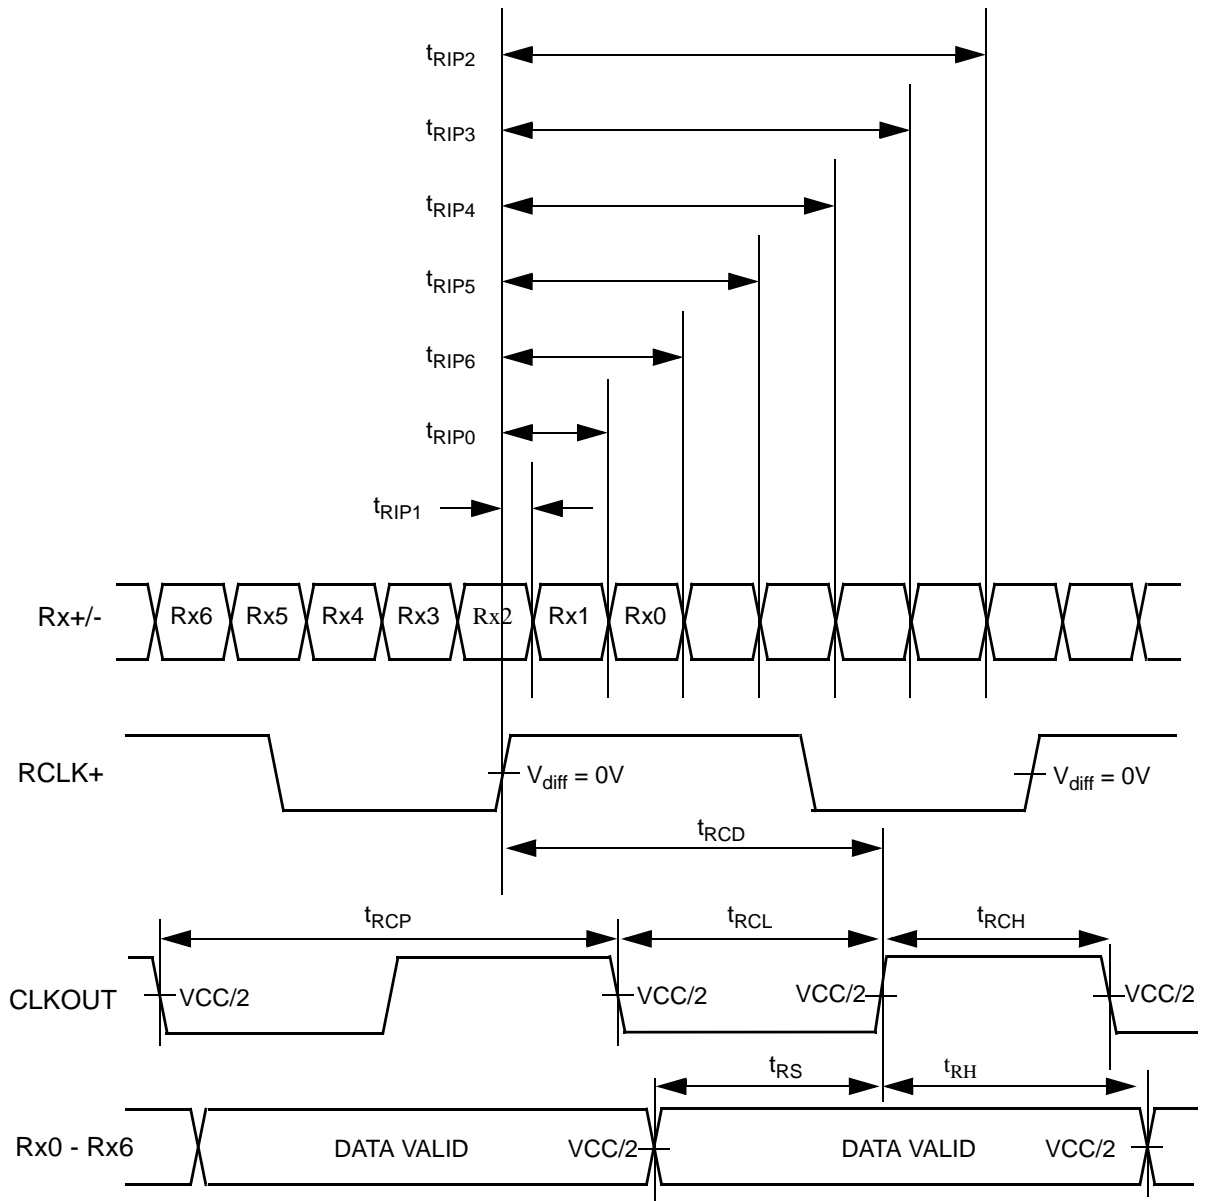 tRIP2
tRIP3
tRIP4
tRIP5
tRIP6
tRIP0
tRIP1
Rx+/- Rx6 Rx5 Rx4 Rx3 Rx2 Rx1 Rx0
RCLK+ Vdiff = 0V Vdiff = 0V
tRCD
tRCP tRCL tRCH
CLKOUT VCC/2 VCC/2 VCC/2 VCC/2
tRS tRH
Rx0 - Rx6 DATA VALID VCC/2 DATA VALID VCC/2